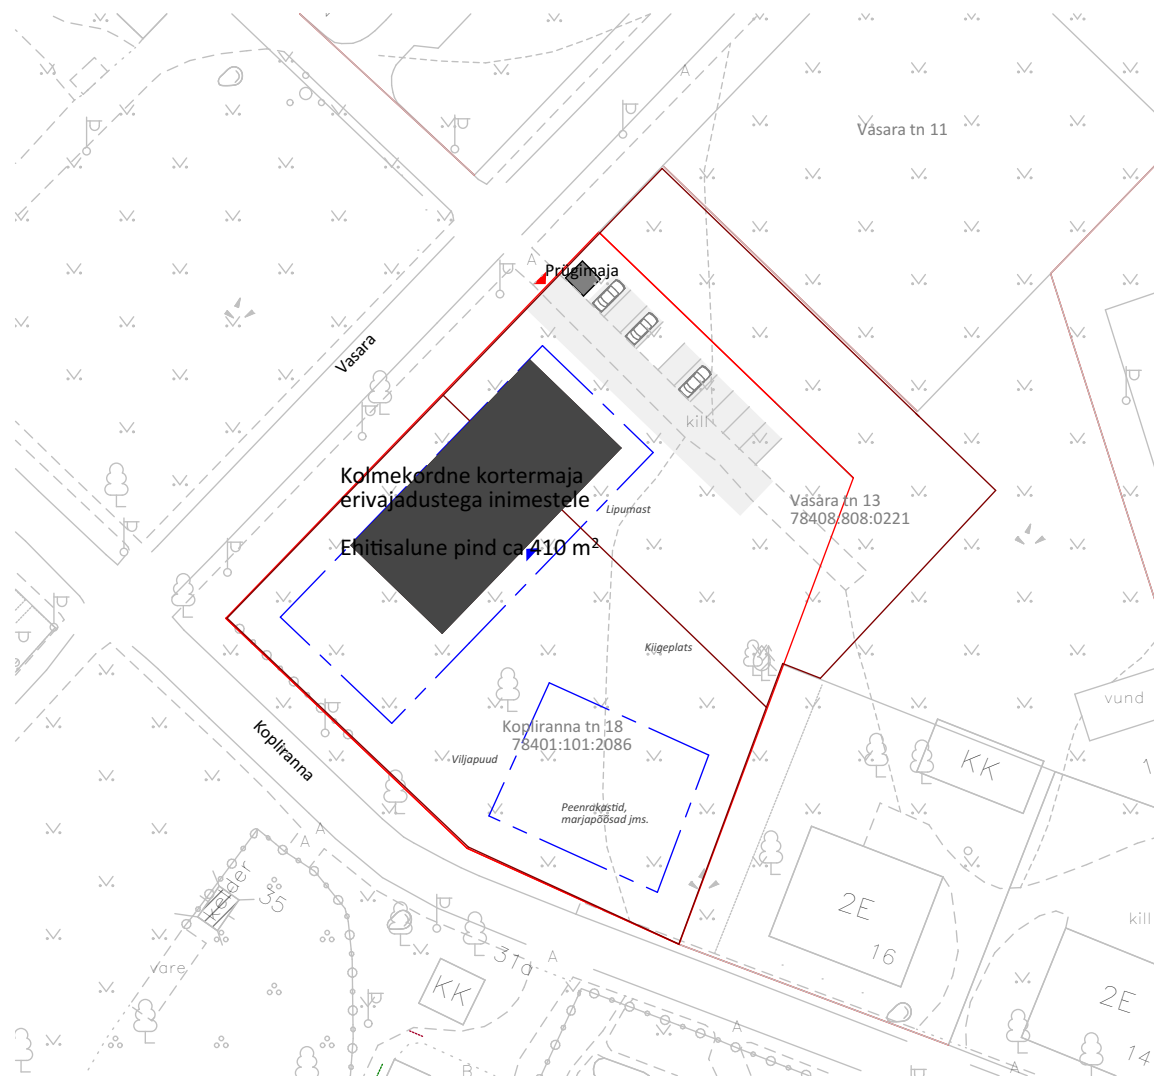 A
Vasara tn 11
A
Prügimaja
Vasara
kill
Kolmekordne kortermaja
erivajadustega inimestele
Ehitisalune pind ca 410 m²
Lipumast
Vasara tn 13
78408:808:0221
Kiigeplats
vund
Kopliranna tn 18
78401:101:2086
Kopliranna
Viljapuud
KK
1
Peenrakastid,
marjapõõsad jms.
A
A
kelder
35
2E
16
kill
vare
31a
A
KK
2E
14
A
A
B